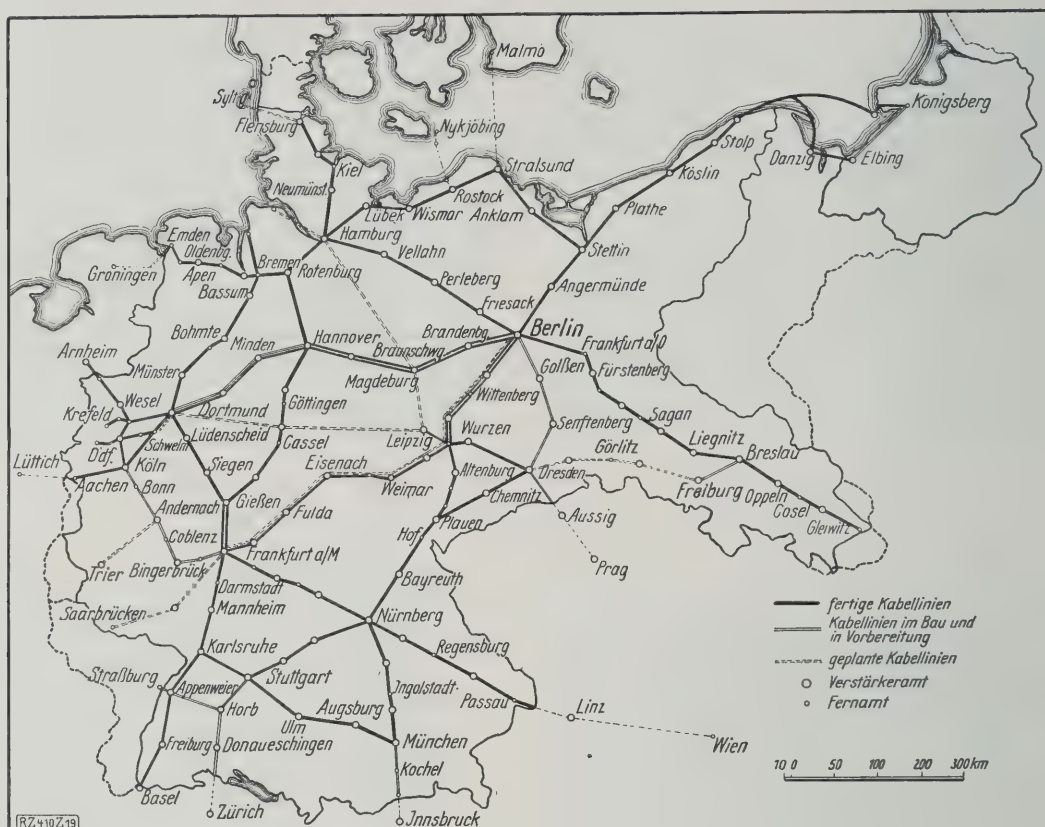 Malmö
Sylt
Königsberg
Flensburg
Nykjöbing
Stolp
Danzig
Elbing
Kiel
Stralsund
Köslin
Neumünst.
Rostock
Lübek
Wismar
Anklam
Plathe
Hamburg
Emden
Oldenbg.
Stettin
Vellahn
Groningen
Apen
Bremen
Rotenburg
Bassum
Perleberg
Angermünde
Friesack
Bohmte
Hannover
Brandenbg.
Berlin
Arnheim
Minden
Braunschwg.
Frankfurt a/O
Münster
Magdeburg
Golßen
Fürstenberg
Wesel
Göttingen
Wittenberg
Krefeld
Dortmund
Sagan
Senftenberg
Ddf.
Schwelm
Lüdenscheid
Cassel
Leipzig
Wurzen
Liegnitz
Görlitz
Breslau
Lüttich
Köln
Siegen
Eisenach
Altenburg
Dresden
Aachen
Bonn
Weimar
Chemnitz
Freiburg
Oppeln
Andernach
Gießen
Cosel
Fulda
Plauen
Aussig
Gleiwitz
Coblenz
Hof
Frankfurt a/M
Trier
Bingerbrück
Prag
Darmstadt
Bayreuth
Saarbrücken
Mannheim
Nürnberg
fertige Kabellinien
Kabellinien im Bau und
in Vorbereitung
geplante Kabellinien
Verstärkeramt
Fernamt
Karlsruhe
Regensburg
Straßburg
Appenweier
Stuttgart
Ingolstadt
Passau
Linz
Horb
Augsburg
Ulm
Wien
Freiburg
Donaueschingen
München
Kochel
10 0 50 100 200 300 km
Basel
Zürich
Innsbruck
RZ410Z19